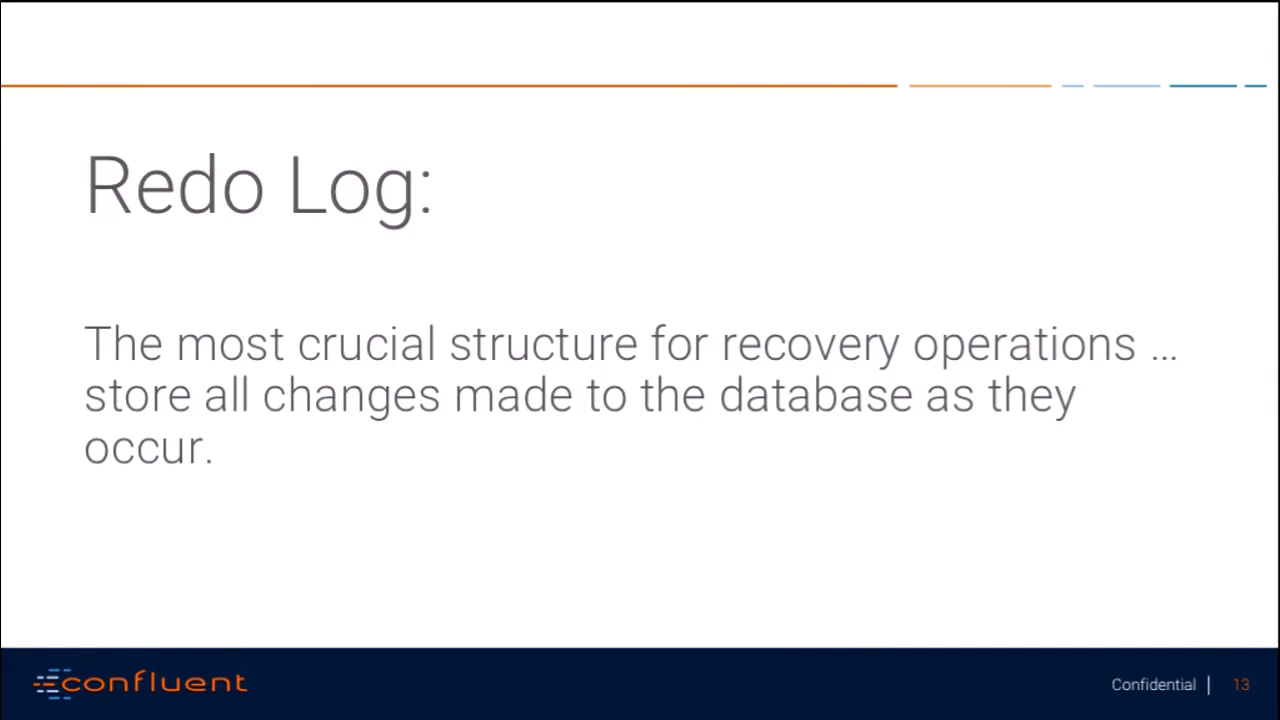 Redo Log:
The most crucial structure for recovery operations ...
store all changes made to the database as they
occur.
confluent
Confidential | 13